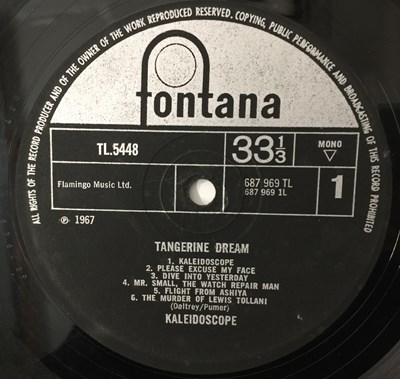 ALL RIGHTS OF THE RECORD PRODUCER AND OF THE OWNER OF THE WORK REPRODUCED RESERVED. COPYING, PUBLIC PERFORMANCE AND BROADCASTING OF THIS RECORD PROHIBITED
fontana
TL.5448
33⅓
MONO
Flamingo Music Ltd.
687 969 TL
687 969 1L
1
℗ 1967
TANGERINE DREAM
1. KALEIDOSCOPE
2. PLEASE EXCUSE MY FACE
3. DIVE INTO YESTERDAY
4. MR. SMALL, THE WATCH REPAIR MAN
5. FLIGHT FROM ASHIYA
6. THE MURDER OF LEWIS TOLLANI
(Daltrey/Pumer)
KALEIDOSCOPE